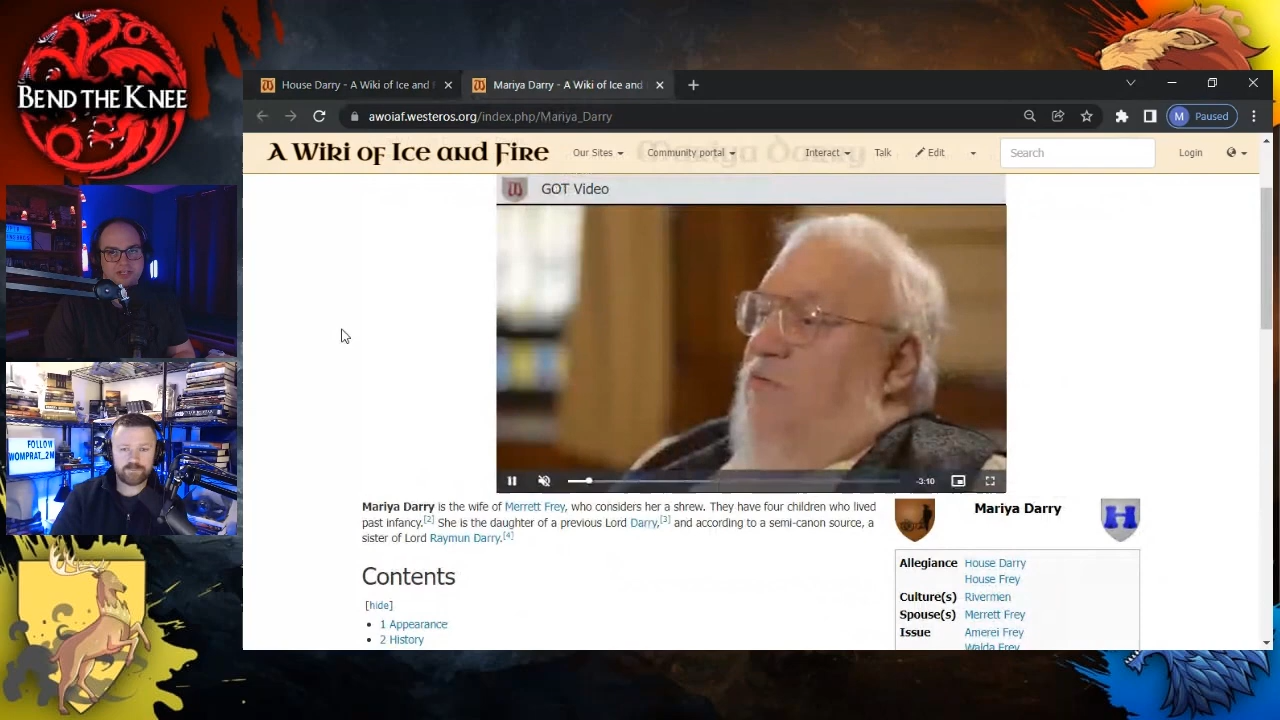 BEND THE KNEE
House Darry - A Wiki of Ice and
Mariya Darry - A Wiki of Ice and
awoiaf.westeros.org/index.php/Mariya_Darry
M Paused
A Wiki of Ice and Fire
Our Sites
Community portal
Mariya Darry
Interact
Talk
Edit
Search
Login
GOT Video
-3:10
FOLLOW
WOMPRAT_2M
Mariya Darry is the wife of Merrett Frey, who considers her a shrew. They have four children who lived
past infancy.[2] She is the daughter of a previous Lord Darry,[3] and according to a semi-canon source, a
sister of Lord Raymun Darry.[4]
Contents
[hide]
1 Appearance
2 History
Mariya Darry
Allegiance House Darry
House Frey
Culture(s) Rivermen
Spouse(s) Merrett Frey
Issue Amerei Frey
Walda Frey